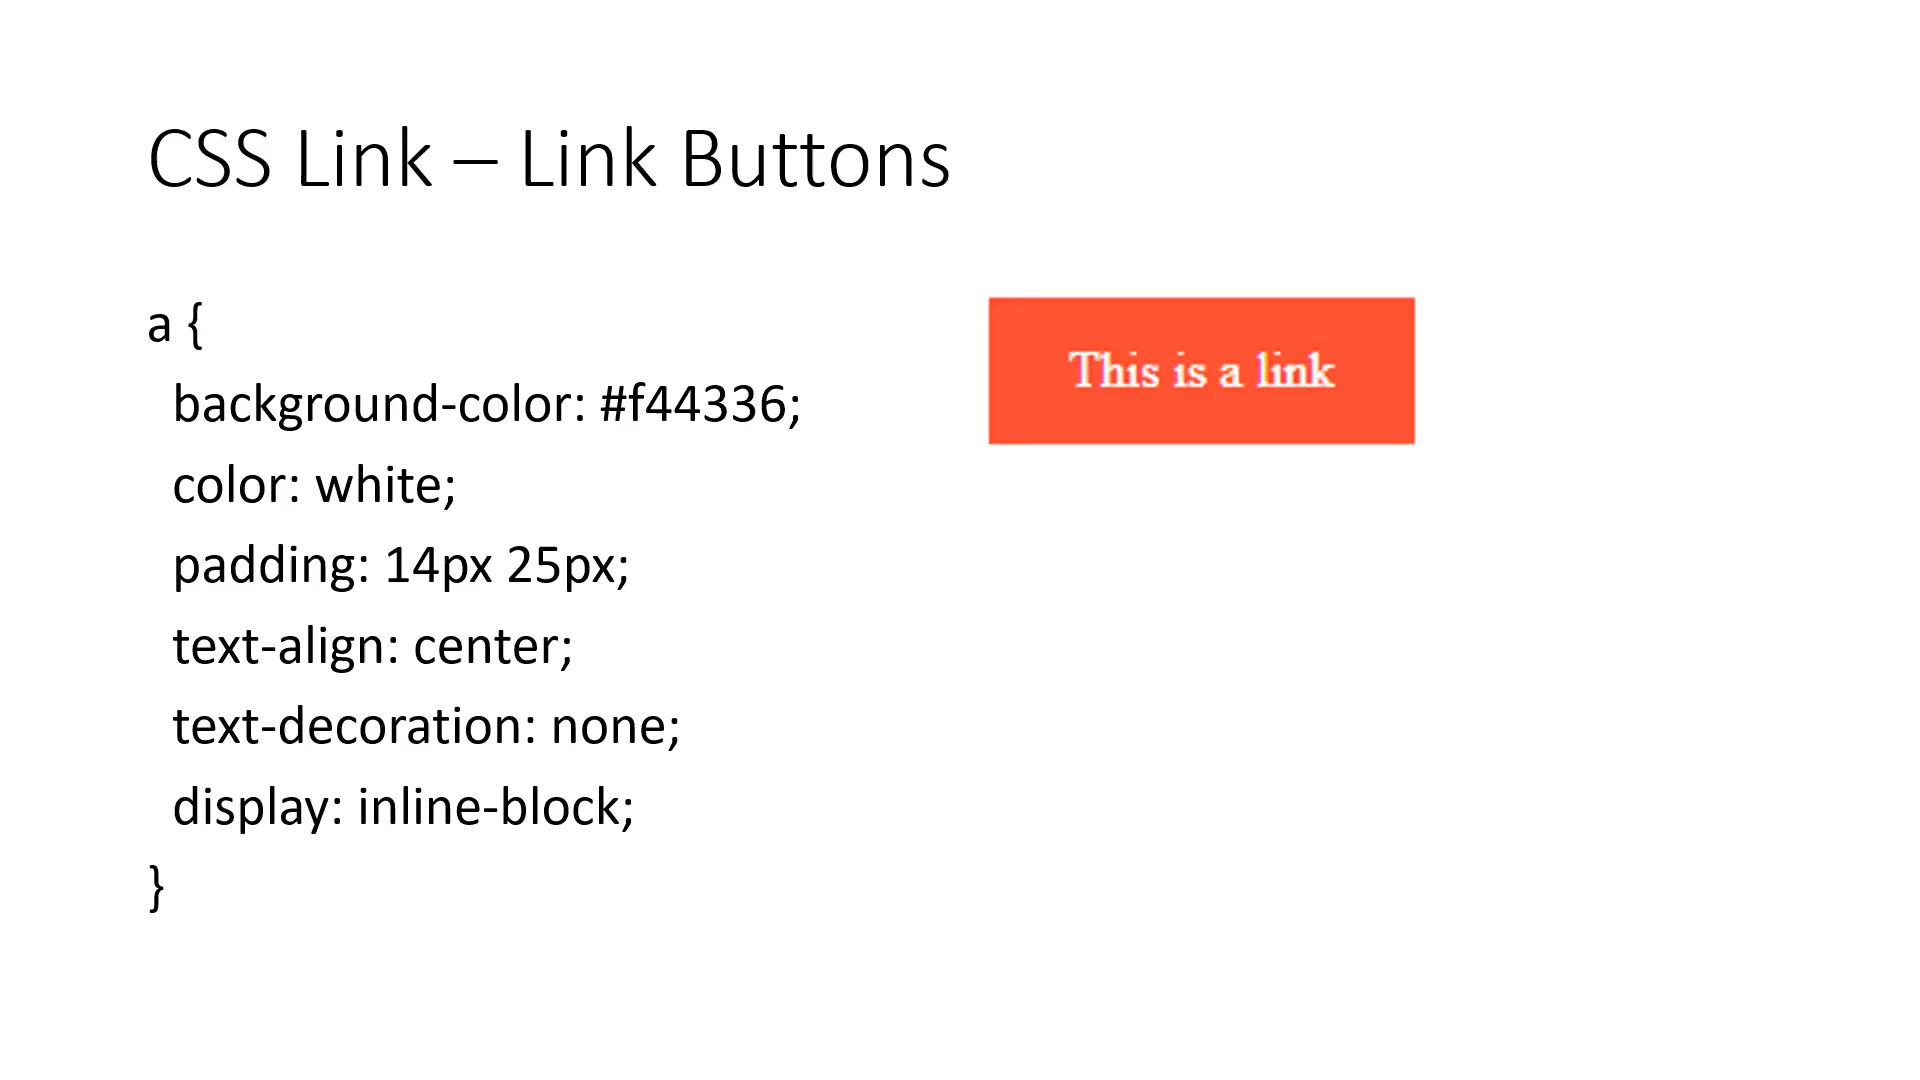 CSS Link – Link Buttons
a {
background-color: #f44336;
color: white;
padding: 14px 25px;
text-align: center;
text-decoration: none;
display: inline-block;
}
This is a link